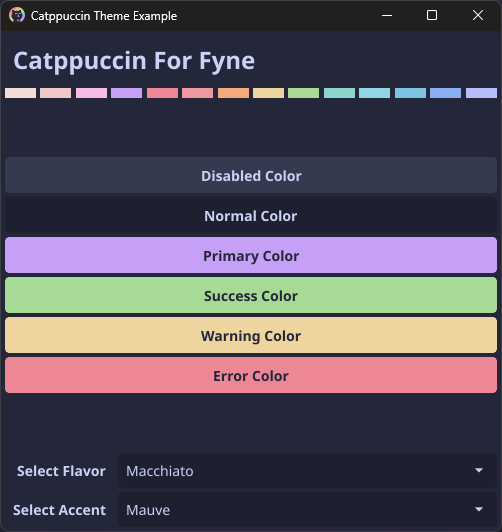 Catppuccin Theme Example
Catppuccin For Fyne
Disabled Color
Normal Color
Primary Color
Success Color
Warning Color
Error Color
Select Flavor Macchiato
Select Accent Mauve